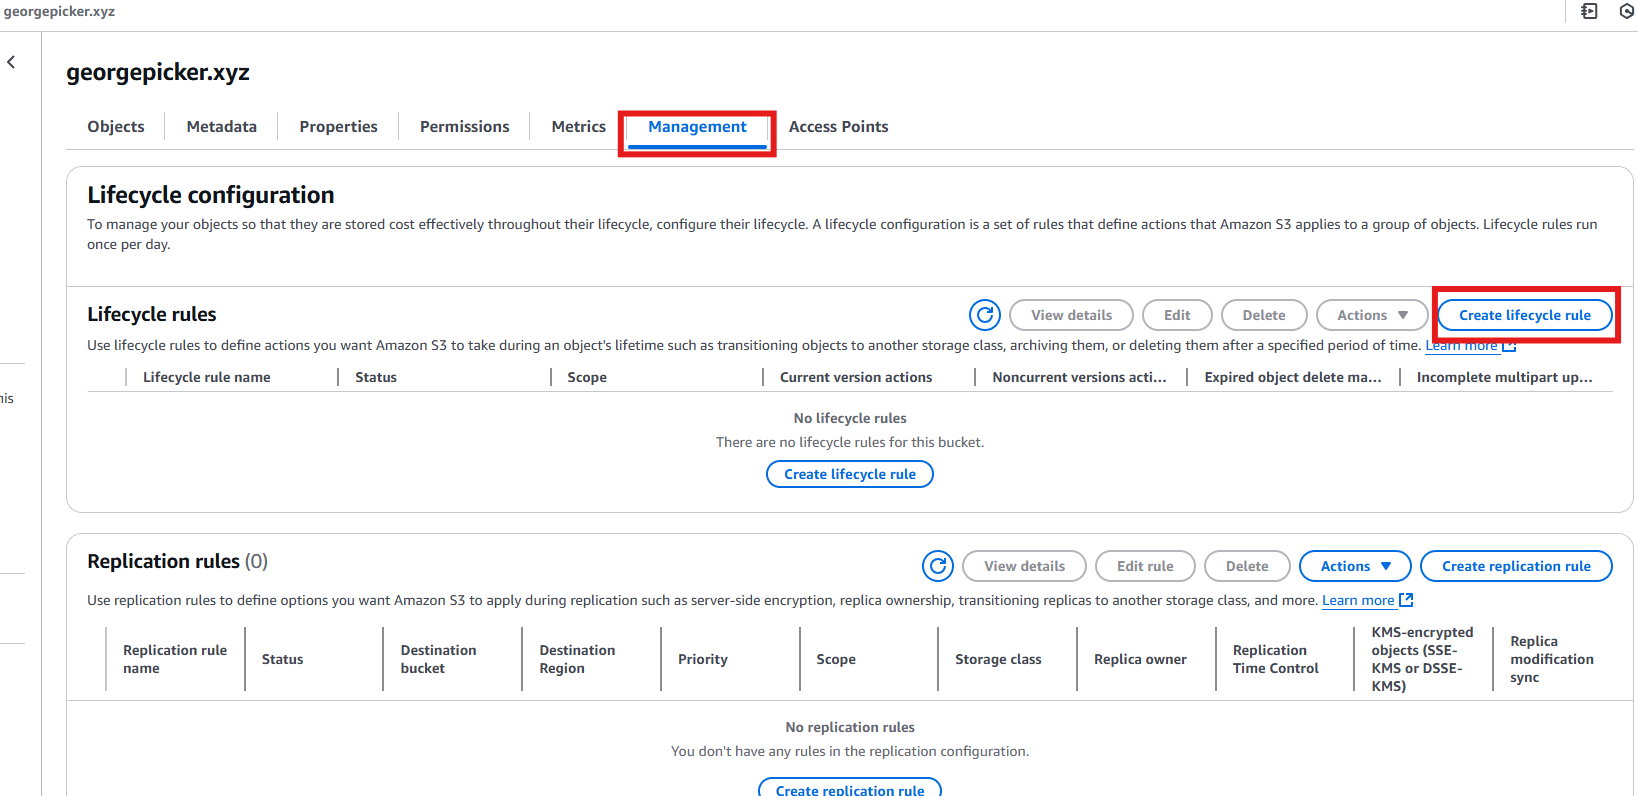 georgepicker.xyz
georgepicker.xyz
Objects Metadata Properties Permissions Metrics Management Access Points
Lifecycle configuration
To manage your objects so that they are stored cost effectively throughout their lifecycle, configure their lifecycle. A lifecycle configuration is a set of rules that define actions that Amazon S3 applies to a group of objects. Lifecycle rules run
once per day.
Lifecycle rules View details Edit Delete Actions Create lifecycle rule
Use lifecycle rules to define actions you want Amazon S3 to take during an object's lifetime such as transitioning objects to another storage class, archiving them, or deleting them after a specified period of time. Learn more
Lifecycle rule name Status Scope Current version actions Noncurrent versions acti... Expired object delete ma... Incomplete multipart up...
No lifecycle rules
There are no lifecycle rules for this bucket.
Create lifecycle rule
Replication rules (0) View details Edit rule Delete Actions Create replication rule
Use replication rules to define options you want Amazon S3 to apply during replication such as server-side encryption, replica ownership, transitioning replicas to another storage class, and more. Learn more
Replication rule
name
Status
Destination
bucket
Destination
Region
Priority
Scope
Storage class
Replica owner
Replication
Time Control
KMS-encrypted
objects (SSE-
KMS or DSSE-
KMS)
Replica
modification
sync
No replication rules
You don't have any rules in the replication configuration.
Create replication rule